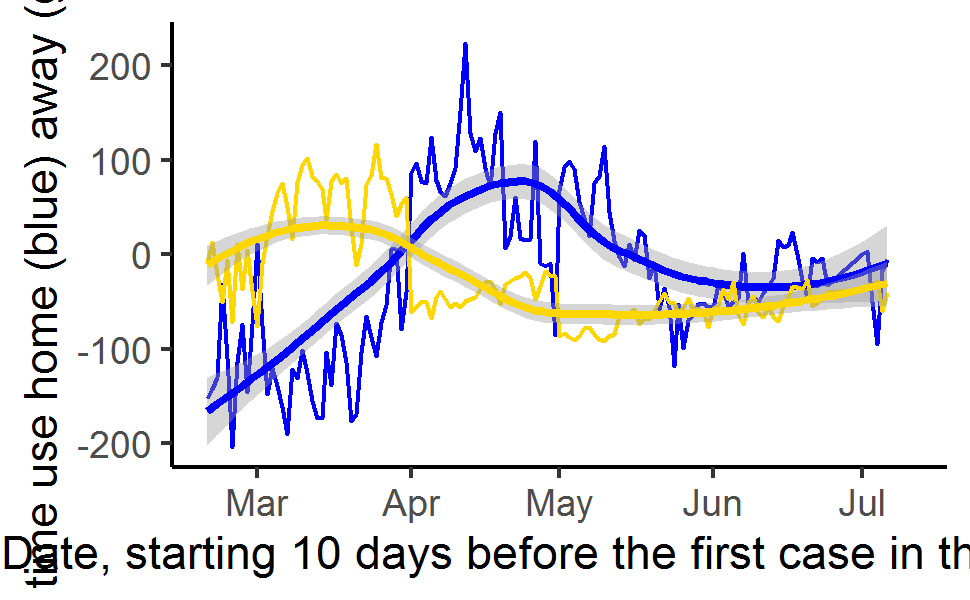 time use home (blue) away (
200
100
0
-100
-200
Mar Apr May Jun Jul
Date, starting 10 days before the first case in th